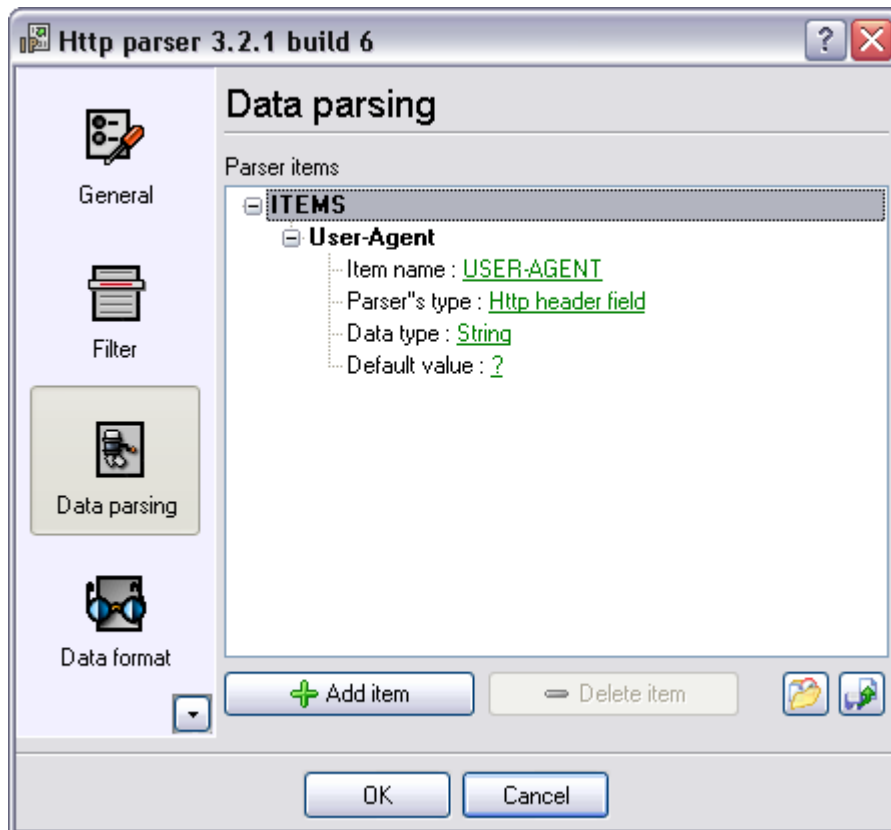 Http parser 3.2.1 build 6
General
Filter
Data parsing
Data format
Data parsing
Parser items
ITEMS
User-Agent
Item name : USER-AGENT
Parser"s type : Http header field
Data type : String
Default value : ?
Add item
Delete item
OK
Cancel